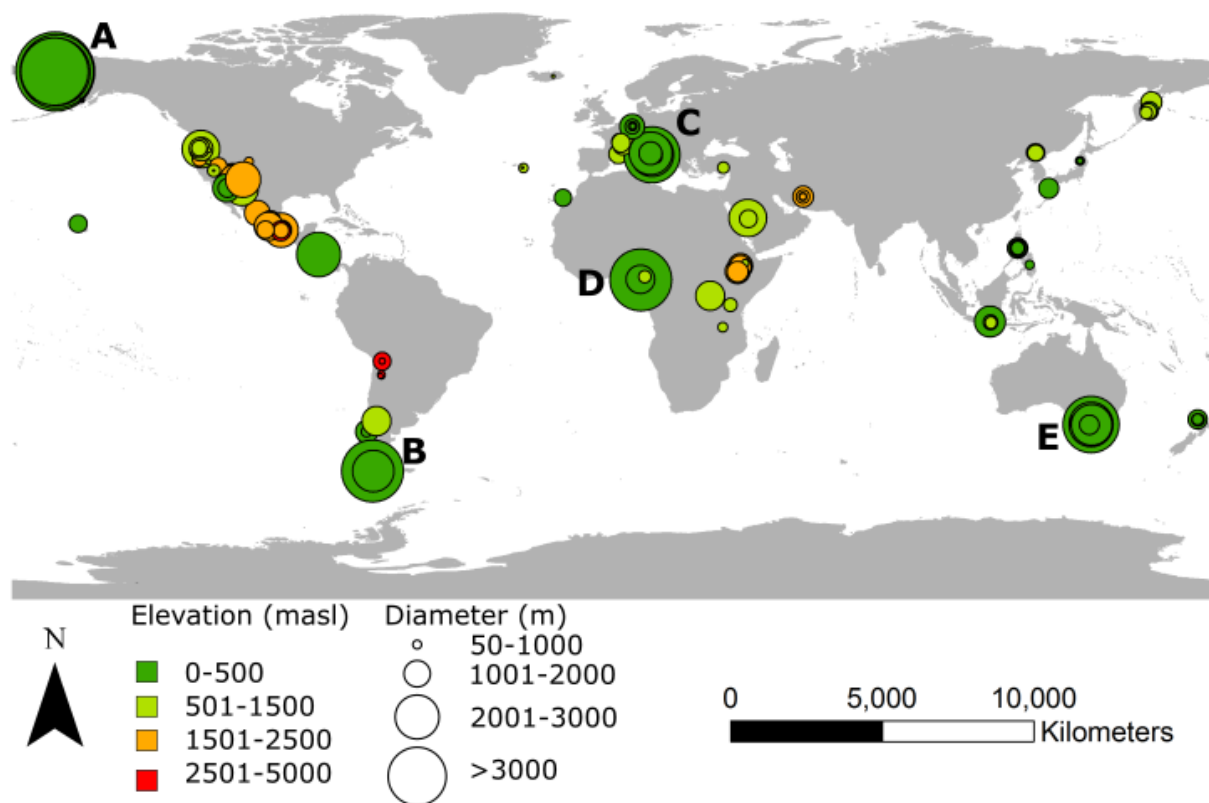 A
C
D
B
E
Elevation (masl)
0-500
501-1500
1501-2500
2501-5000
Diameter (m)
50-1000
1001-2000
2001-3000
>3000
N
0 5,000 10,000
Kilometers